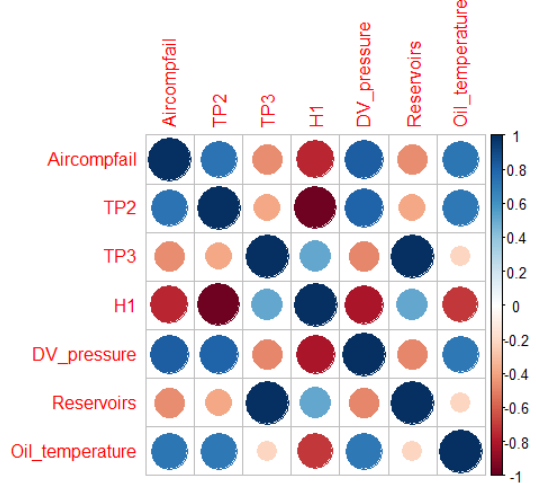 Aircompfail
TP2
TP3
H1
DV_pressure
Reservoirs
Oil_temperature
Aircompfail
TP2
TP3
H1
DV_pressure
Reservoirs
Oil_temperature
1
0.8
0.6
0.4
0.2
0
-0.2
-0.4
-0.6
-0.8
-1